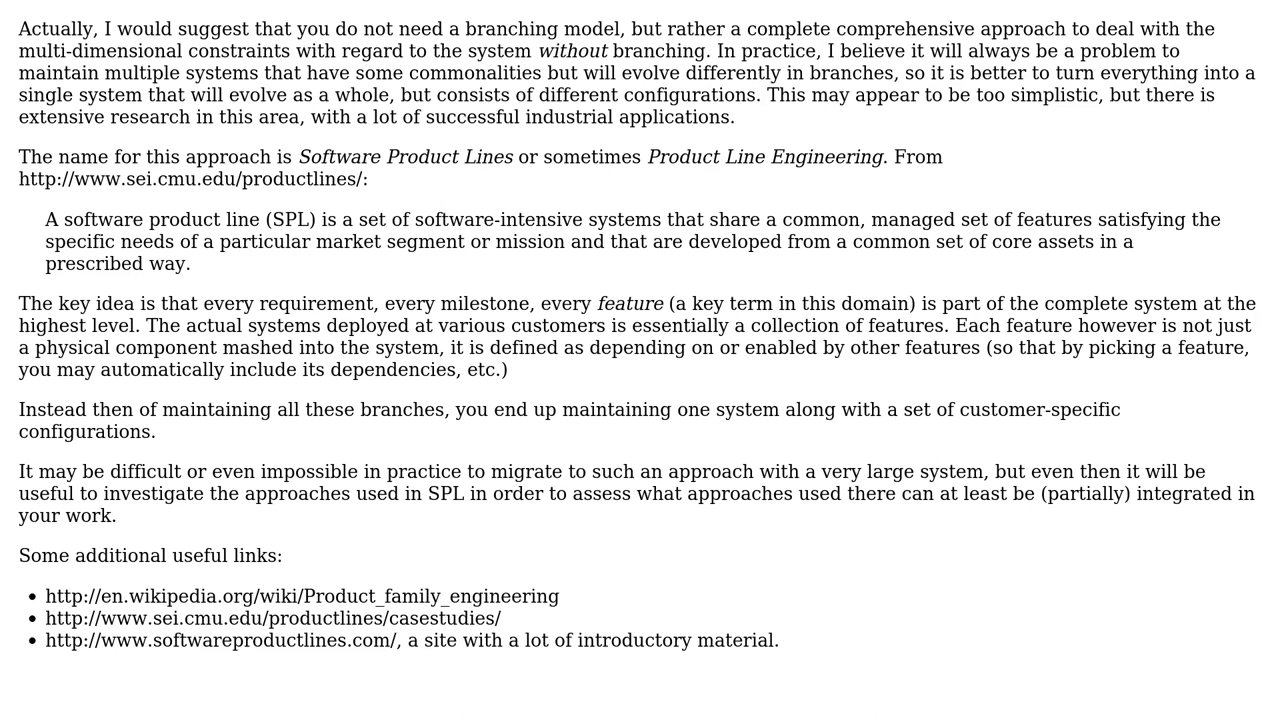 Actually, I would suggest that you do not need a branching model, but rather a complete comprehensive approach to deal with the
multi-dimensional constraints with regard to the system without branching. In practice, I believe it will always be a problem to
maintain multiple systems that have some commonalities but will evolve differently in branches, so it is better to turn everything into a
single system that will evolve as a whole, but consists of different configurations. This may appear to be too simplistic, but there is
extensive research in this area, with a lot of successful industrial applications.
The name for this approach is Software Product Lines or sometimes Product Line Engineering. From
http://www.sei.cmu.edu/productlines/:
A software product line (SPL) is a set of software-intensive systems that share a common, managed set of features satisfying the
specific needs of a particular market segment or mission and that are developed from a common set of core assets in a
prescribed way.
The key idea is that every requirement, every milestone, every feature (a key term in this domain) is part of the complete system at the
highest level. The actual systems deployed at various customers is essentially a collection of features. Each feature however is not just
a physical component mashed into the system, it is defined as depending on or enabled by other features (so that by picking a feature,
you may automatically include its dependencies, etc.)
Instead then of maintaining all these branches, you end up maintaining one system along with a set of customer-specific
configurations.
It may be difficult or even impossible in practice to migrate to such an approach with a very large system, but even then it will be
useful to investigate the approaches used in SPL in order to assess what approaches used there can at least be (partially) integrated in
your work.
Some additional useful links:
• http://en.wikipedia.org/wiki/Product_family_engineering
• http://www.sei.cmu.edu/productlines/casestudies/
• http://www.softwareproductlines.com/, a site with a lot of introductory material.